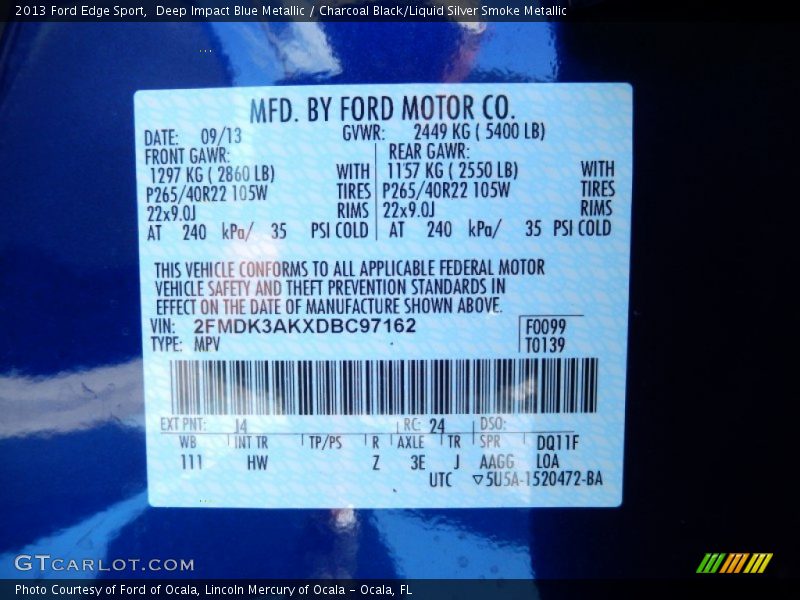 2013 Ford Edge Sport,  Deep Impact Blue Metallic / Charcoal Black/Liquid Silver Smoke Metallic
MFD. BY FORD MOTOR CO.
DATE: 09/13 GVWR: 2449 KG ( 5400 LB)
FRONT GAWR: REAR GAWR:
1297 KG ( 2860 LB) WITH 1157 KG ( 2550 LB) WITH
P265/40R22 105W TIRES P265/40R22 105W TIRES
22x9.0J RIMS 22x9.0J RIMS
AT 240 kPa/ 35 PSI COLD AT 240 kPa/ 35 PSI COLD
THIS VEHICLE CONFORMS TO ALL APPLICABLE FEDERAL MOTOR
VEHICLE SAFETY AND THEFT PREVENTION STANDARDS IN
EFFECT ON THE DATE OF MANUFACTURE SHOWN ABOVE.
VIN: 2FMDK3AKXDBC97162 F0099
TYPE: MPV T0139
EXT PNT: J4 RC: 24 DSO:
WB INT TR TP/PS R AXLE TR SPR DQ11F
111 HW Z 3E J AAGG LOA
UTC ▽5U5A-1520472-BA
GTCARLOT.COM
Photo Courtesy of Ford of Ocala, Lincoln Mercury of Ocala - Ocala, FL